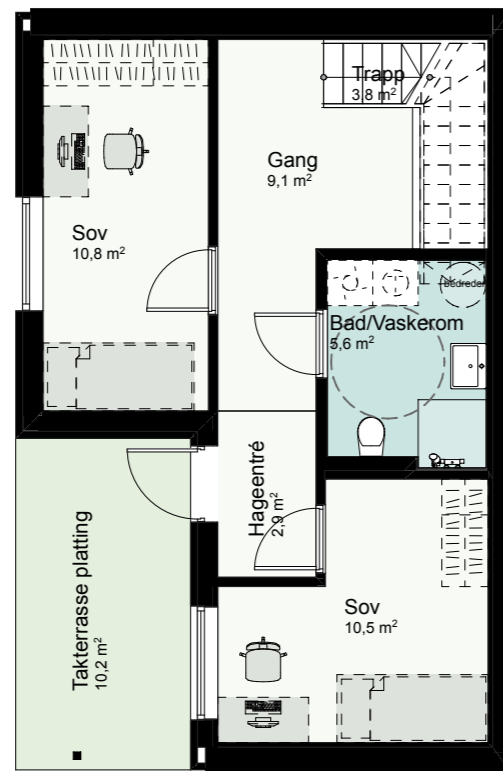 Trapp
3.8 m²
Gang
9,1 m²
Sov
10,8 m²
Bedreder
Bad/Vaskerom
5,6 m²
Hageentré
2,9 m²
Takterrasse platting
10,2 m²
Sov
10,5 m²